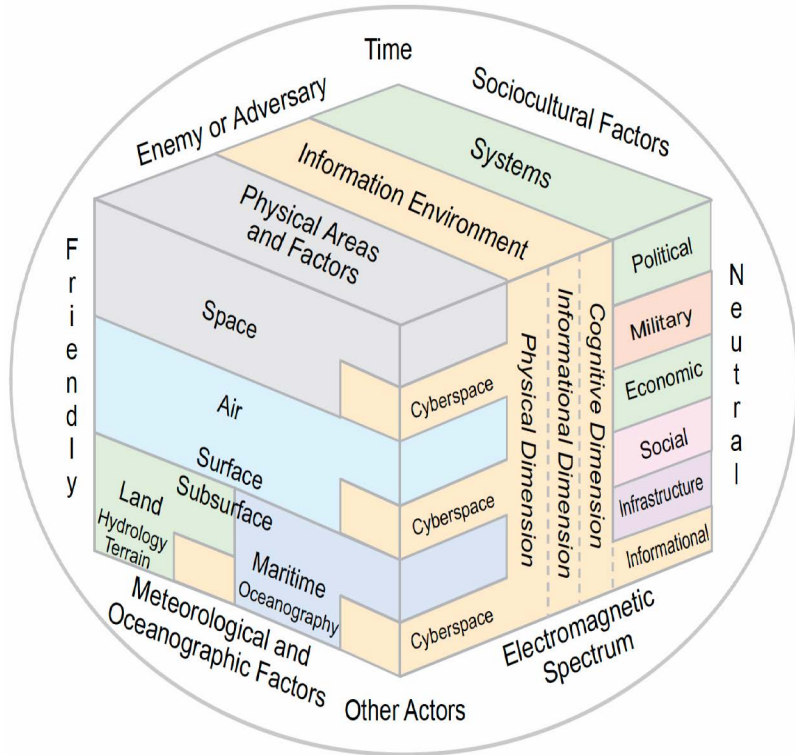 Time
Enemy or Adversary
Sociocultural Factors
Systems
Information Environment
Physical Areas
and Factors
Friendly
Neutral
Space
Air
Surface
Subsurface
Land
Hydrology
Terrain
Maritime
Oceanography
Cyberspace
Cyberspace
Cyberspace
Physical Dimension
Informational Dimension
Cognitive Dimension
Political
Military
Economic
Social
Infrastructure
Informational
Meteorological and
Oceanographic Factors
Electromagnetic
Spectrum
Other Actors